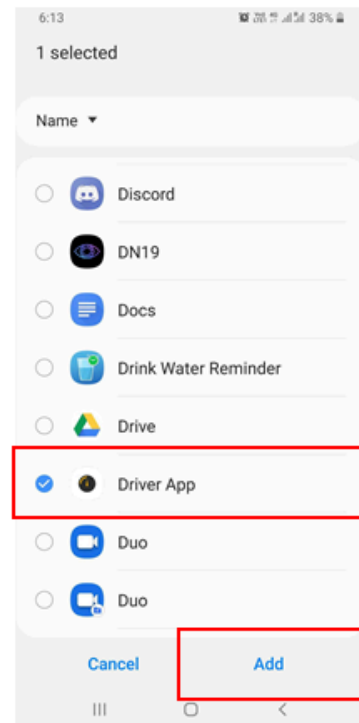 6:13 38%
1 selected
Name
Discord
DN19
Docs
Drink Water Reminder
Drive
Driver App
Duo
Duo
Cancel Add